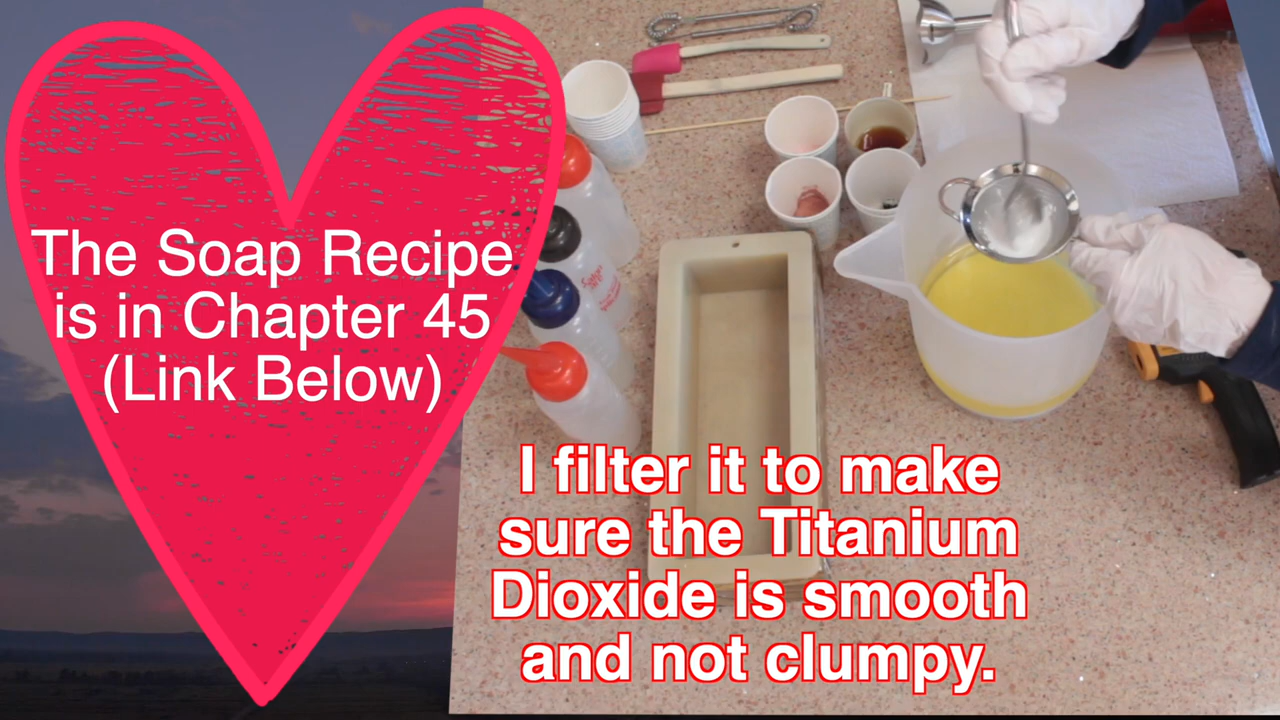 The Soap Recipe
is in Chapter 45
(Link Below)
I filter it to make
sure the Titanium
Dioxide is smooth
and not clumpy.